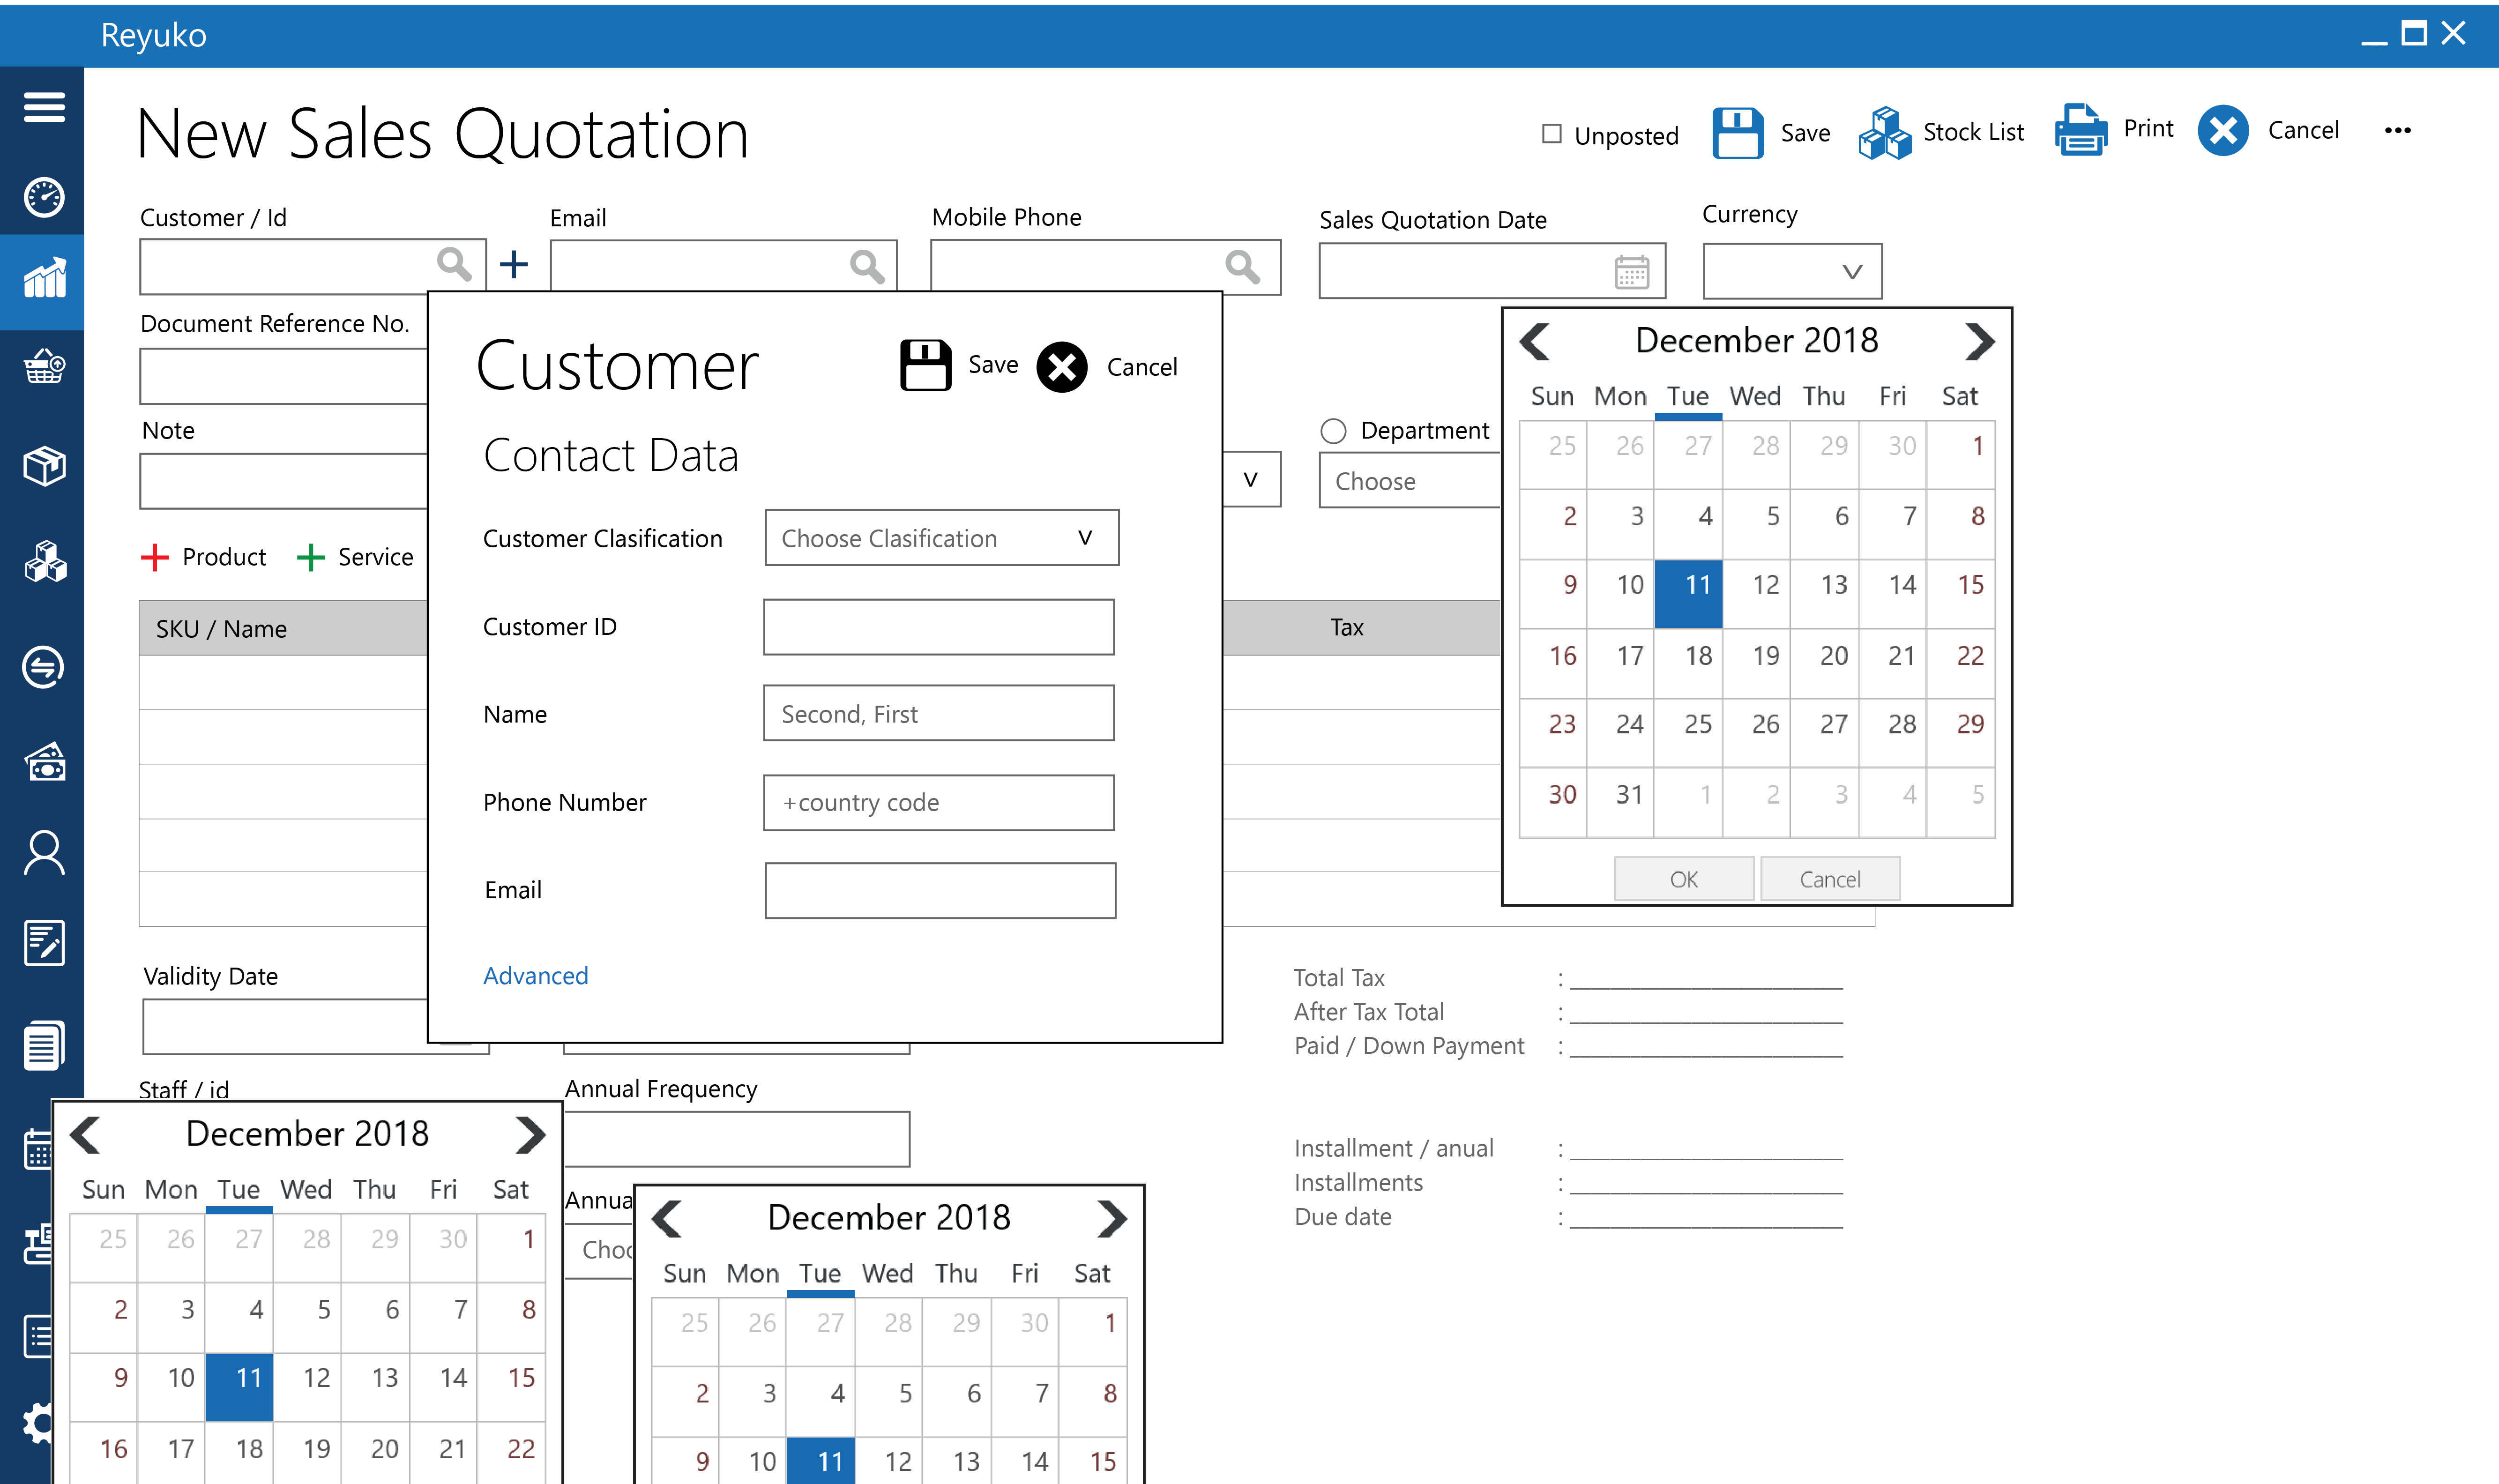 Reyuko
New Sales Quotation
Unposted Save Stock List Print Cancel
Customer / Id Email Mobile Phone Sales Quotation Date Currency
V
Document Reference No.
Note
Product Service
SKU / Name Tax
Department
V Choose
Customer Save Cancel
Contact Data
Customer Clasification Choose Clasification V
Customer ID
Name Second, First
Phone Number +country code
Email
Advanced
December 2018
Sun Mon Tue Wed Thu Fri Sat
25 26 27 28 29 30 1
2 3 4 5 6 7 8
9 10 11 12 13 14 15
16 17 18 19 20 21 22
23 24 25 26 27 28 29
30 31 1 2 3 4 5
OK Cancel
Validity Date
Total Tax : ____________________
After Tax Total : ____________________
Paid / Down Payment : ____________________
Staff / id Annual Frequency
Installment / anual : ____________________
Installments : ____________________
Due date : ____________________
December 2018
Sun Mon Tue Wed Thu Fri Sat
25 26 27 28 29 30 1
2 3 4 5 6 7 8
9 10 11 12 13 14 15
16 17 18 19 20 21 22
Annua
Choo
December 2018
Sun Mon Tue Wed Thu Fri Sat
25 26 27 28 29 30 1
2 3 4 5 6 7 8
9 10 11 12 13 14 15